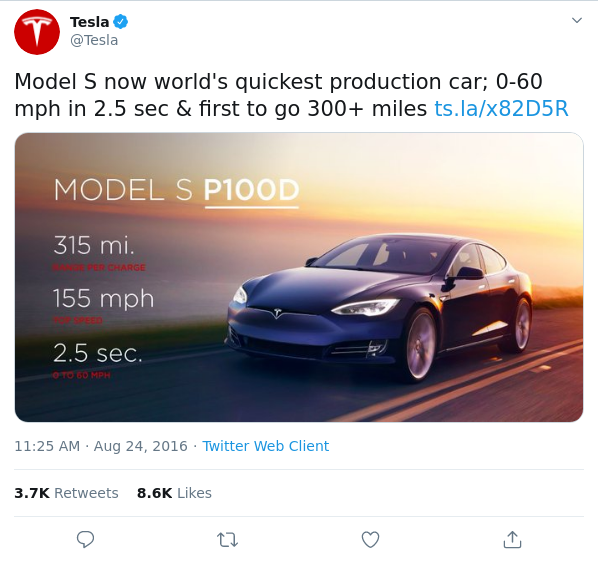 Tesla
@Tesla
Model S now world's quickest production car; 0-60
mph in 2.5 sec & first to go 300+ miles ts.la/x82D5R
MODEL S P100D
315 mi.
RANGE PER CHARGE
155 mph
TOP SPEED
2.5 sec.
0 TO 60 MPH
11:25 AM · Aug 24, 2016 · Twitter Web Client
3.7K Retweets 8.6K Likes